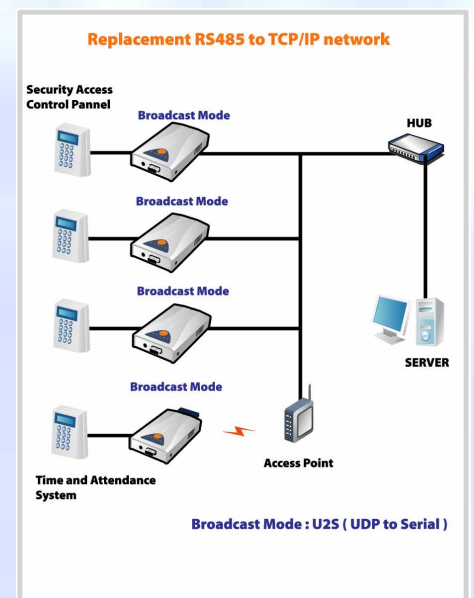 Replacement RS485 to TCP/IP network
Security Access
Control Pannel
Broadcast Mode
HUB
Broadcast Mode
Broadcast Mode
SERVER
Broadcast Mode
Access Point
Time and Attendance
System
Broadcast Mode : U2S ( UDP to Serial )